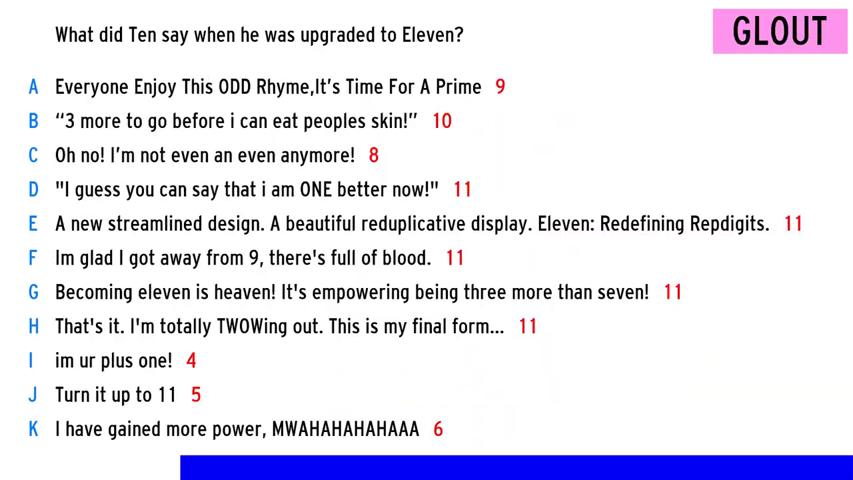 What did Ten say when he was upgraded to Eleven?
GLOUT
A Everyone Enjoy This ODD Rhyme,It's Time For A Prime 9
B “3 more to go before i can eat peoples skin!” 10
C Oh no! I'm not even an even anymore! 8
D "I guess you can say that i am ONE better now!" 11
E A new streamlined design. A beautiful reduplicative display. Eleven: Redefining Repdigits. 11
F Im glad I got away from 9, there's full of blood. 11
G Becoming eleven is heaven! It's empowering being three more than seven! 11
H That's it. I'm totally TWOWing out. This is my final form... 11
I im ur plus one! 4
J Turn it up to 11 5
K I have gained more power, MWAHAHAHAHAAA 6